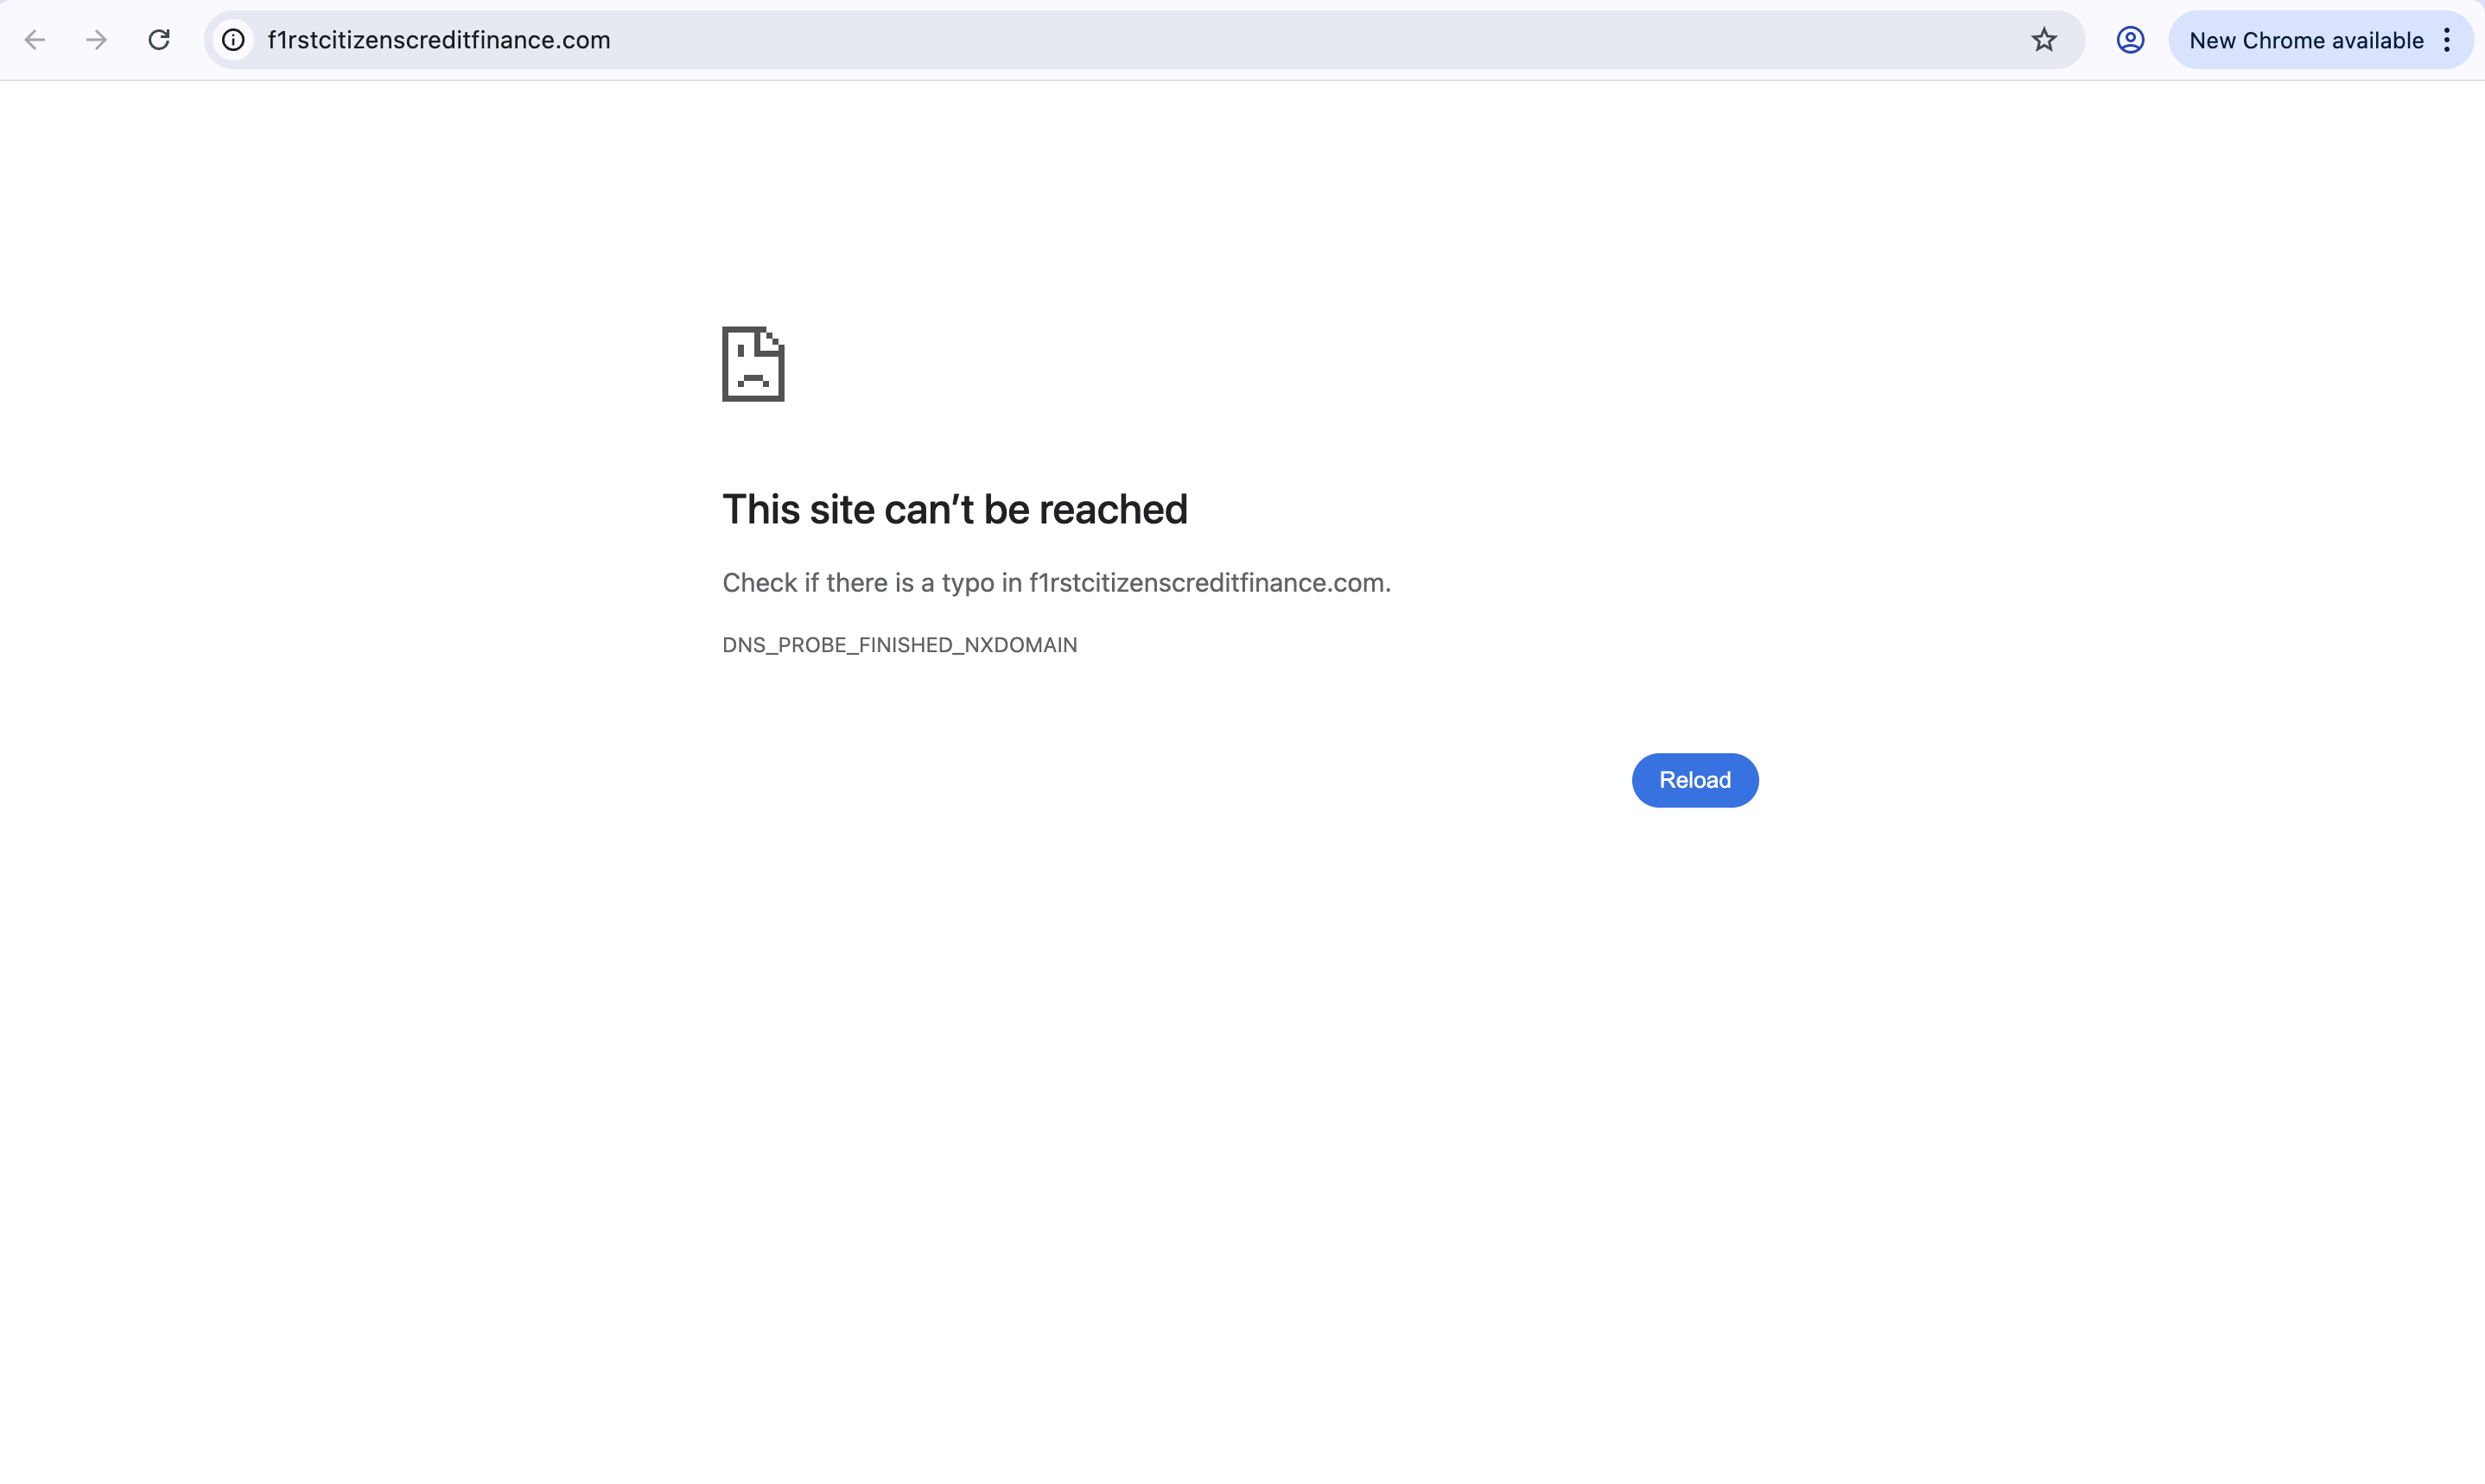 f1rstcitizenscreditfinance.com
New Chrome available
This site can’t be reached
Check if there is a typo in f1rstcitizenscreditfinance.com.
DNS_PROBE_FINISHED_NXDOMAIN
Reload